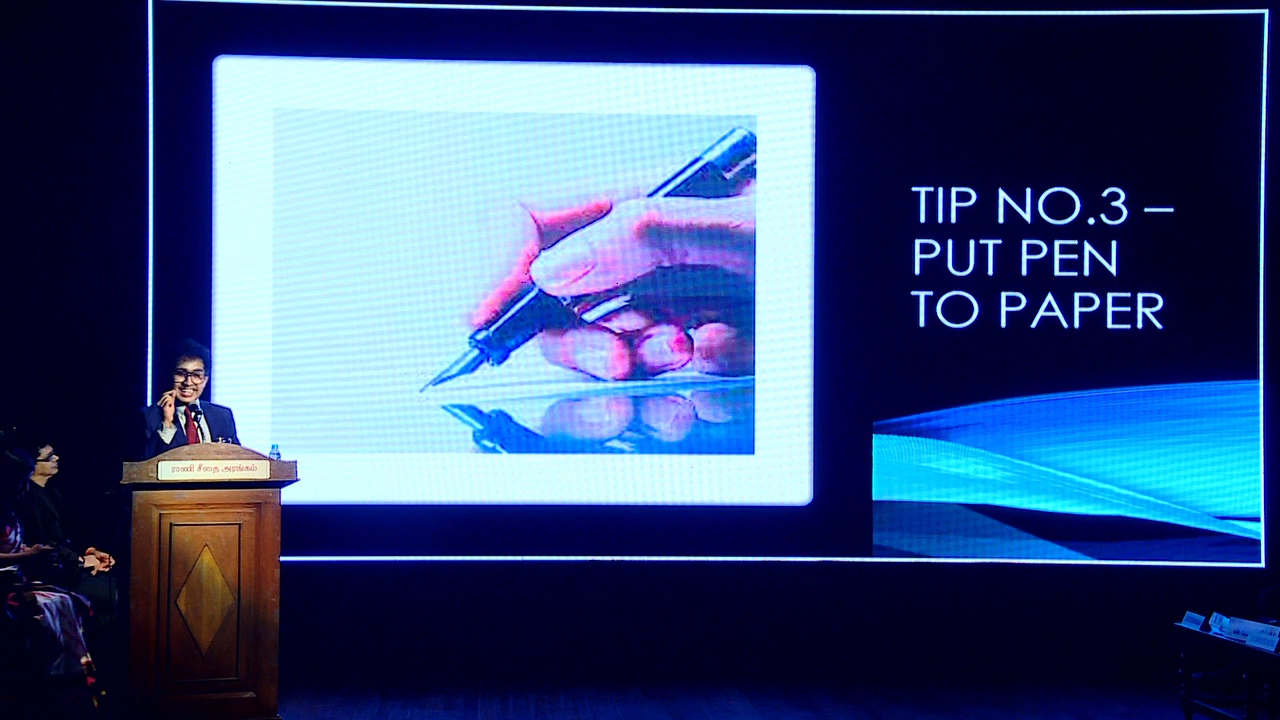 TIP NO.3 –
PUT PEN
TO PAPER
ராணி சீதை அரங்கம்